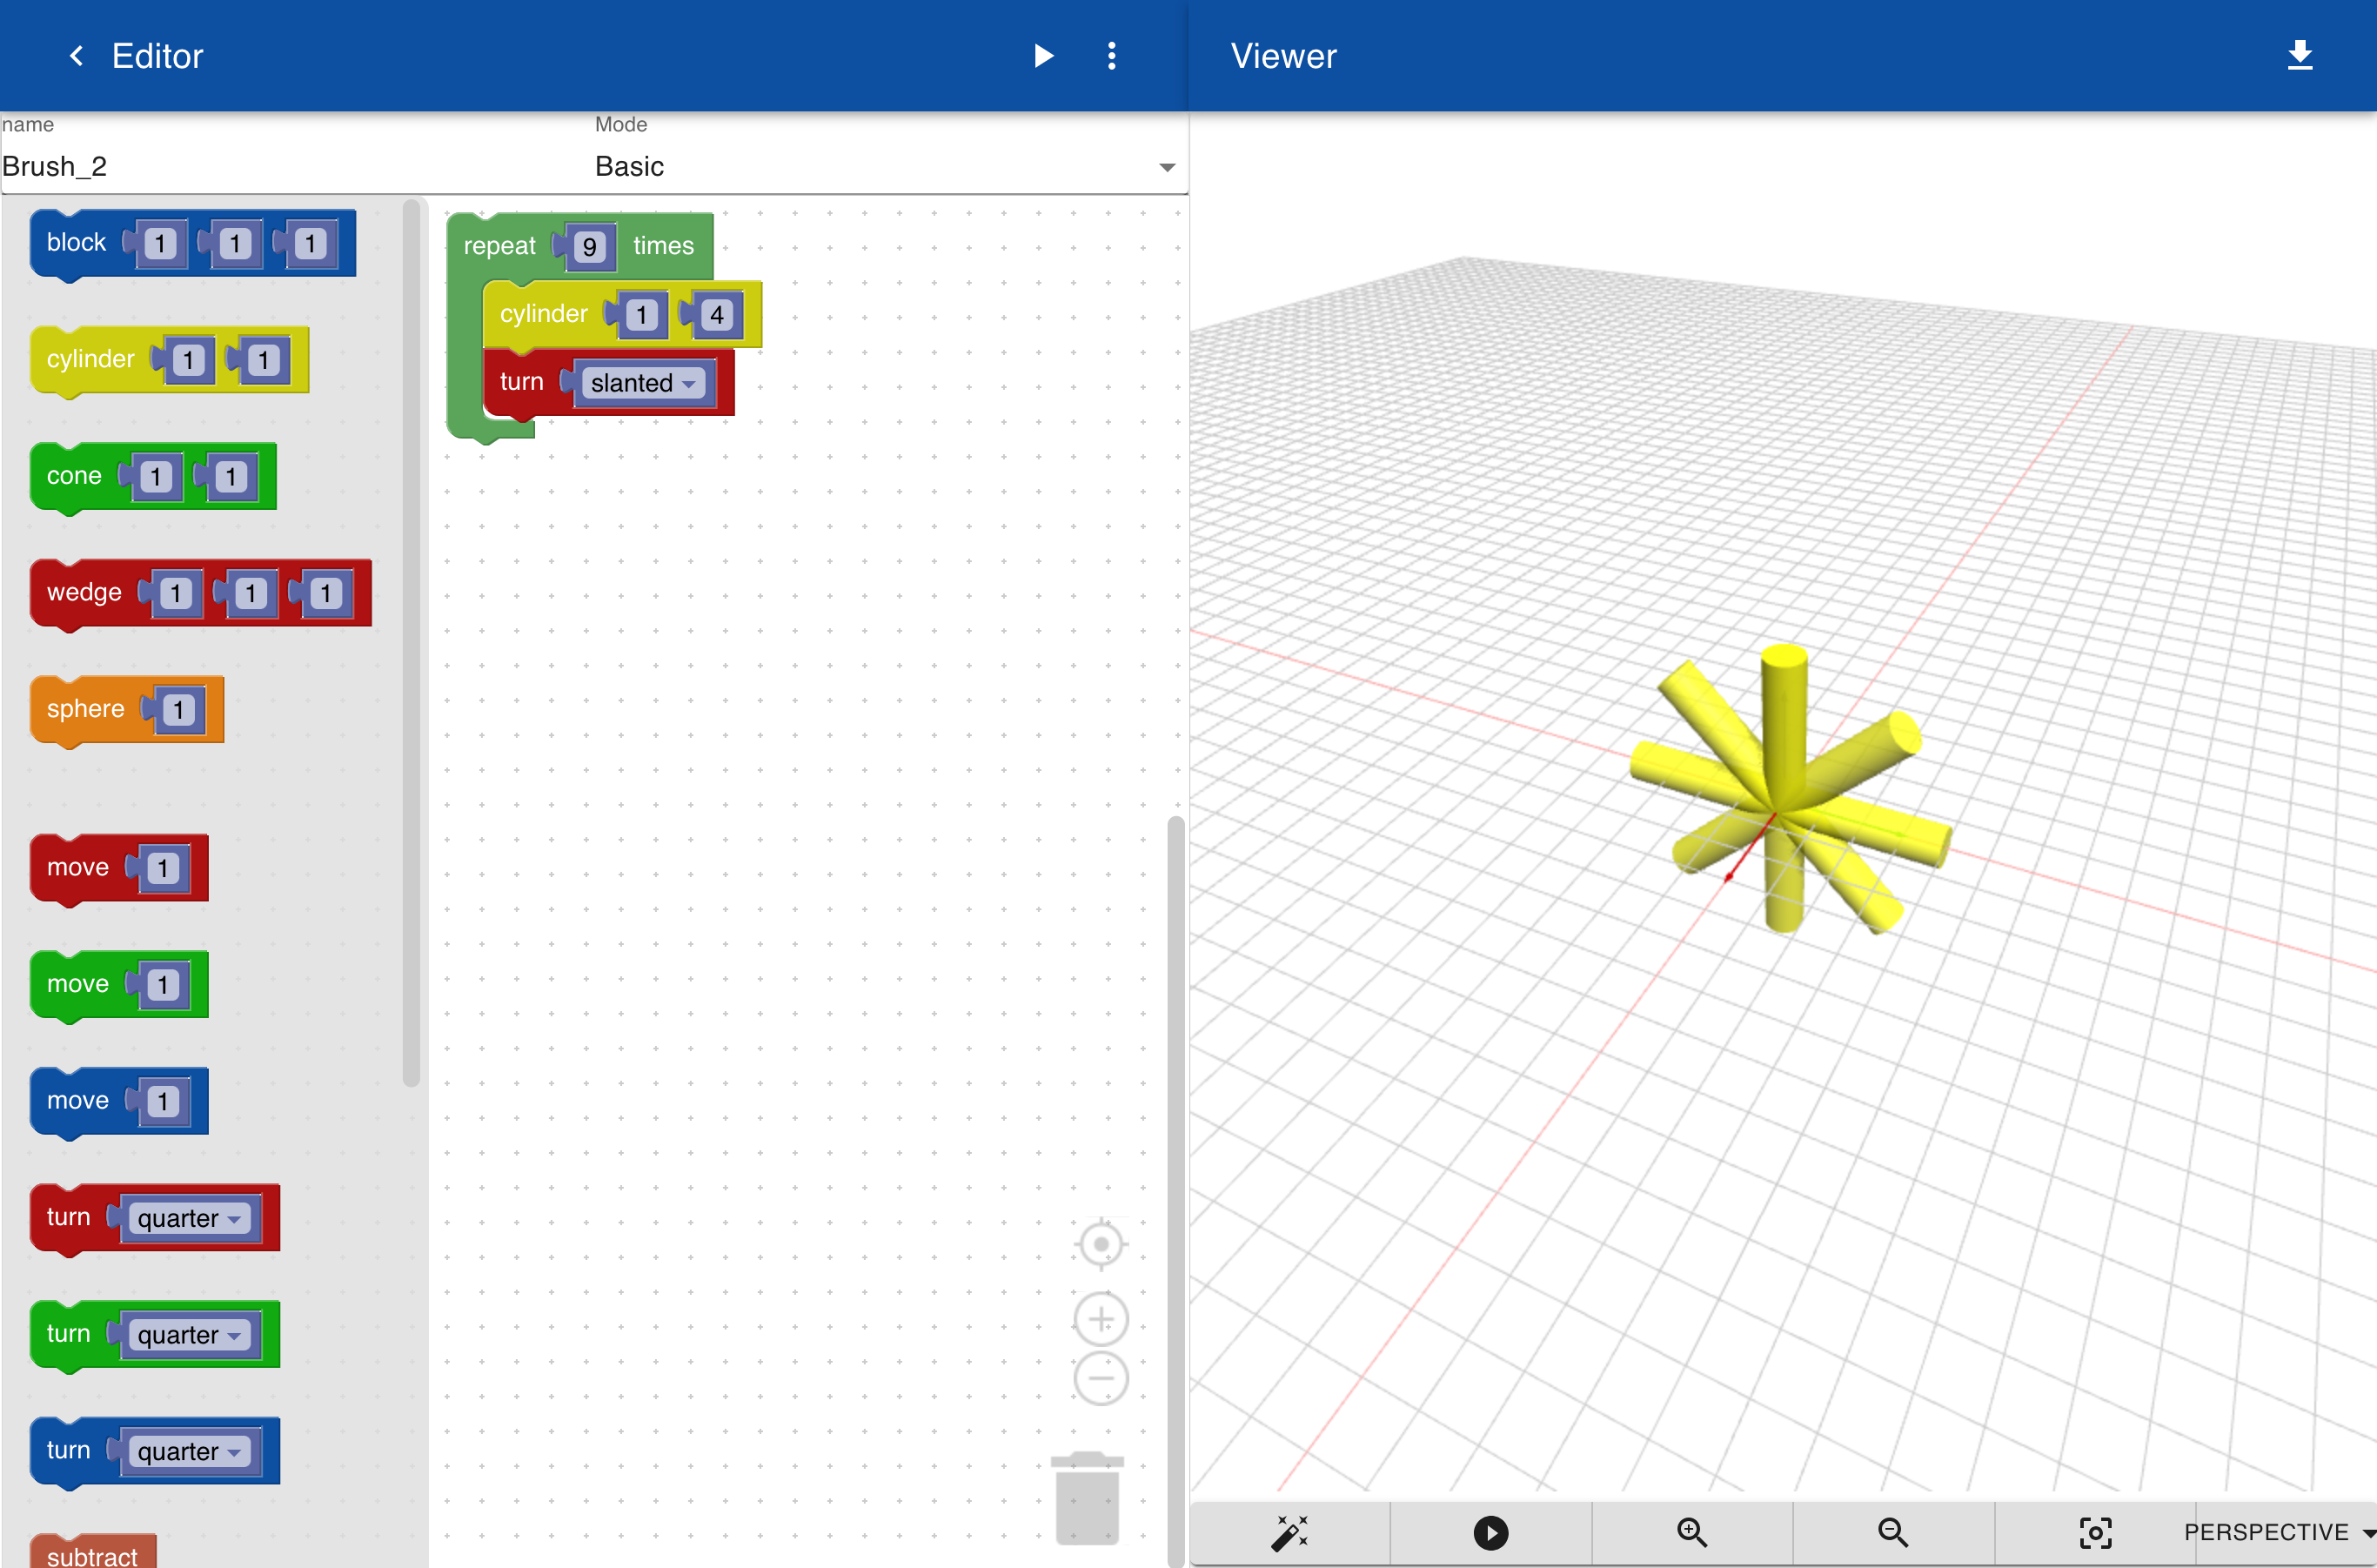 Editor
Viewer
name
Mode
Brush_2
Basic
block 1 1 1
cylinder 1 1
cone 1 1
wedge 1 1 1
sphere 1
move 1
move 1
move 1
turn quarter
turn quarter
turn quarter
subtract
repeat 9 times
cylinder 1 4
turn slanted
PERSPECTIVE